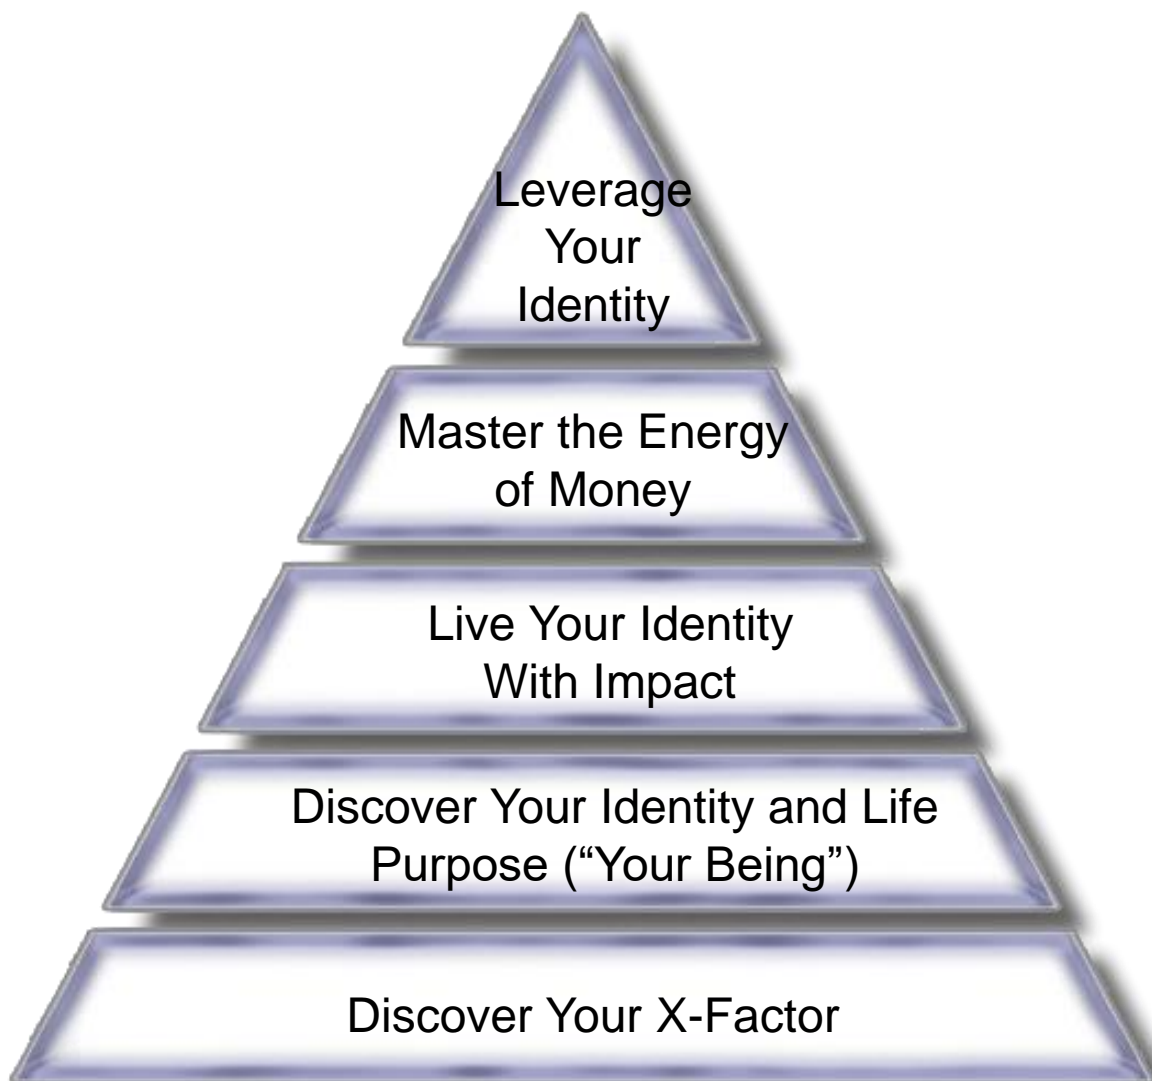 Leverage
Your
Identity
Master the Energy
of Money
Live Your Identity
With Impact
Discover Your Identity and Life
Purpose (“Your Being”)
Discover Your X-Factor